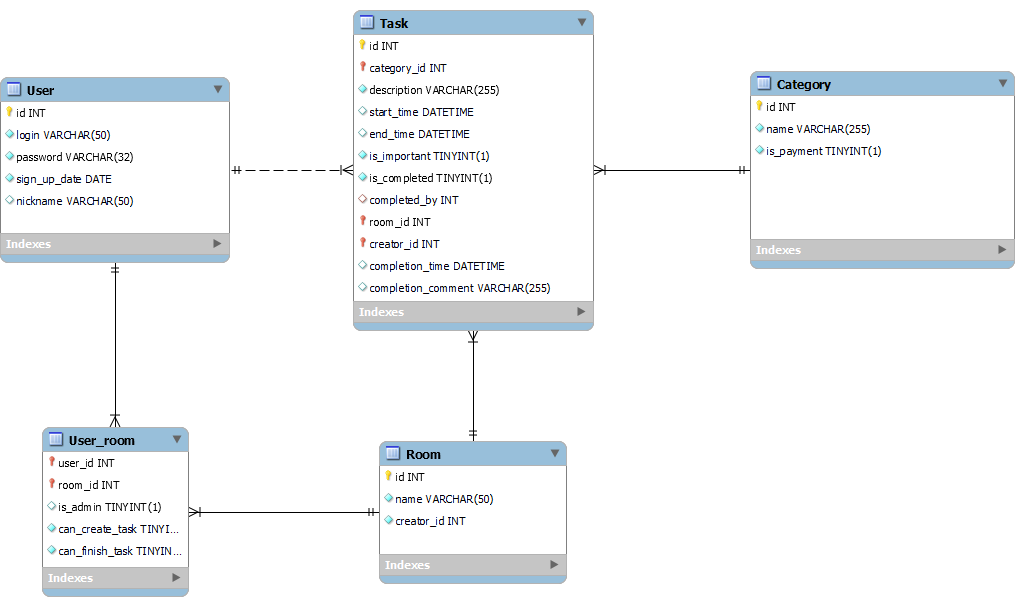 Task
id INT
category_id INT
description VARCHAR(255)
start_time DATETIME
end_time DATETIME
is_important TINYINT(1)
is_completed TINYINT(1)
completed_by INT
room_id INT
creator_id INT
completion_time DATETIME
completion_comment VARCHAR(255)
Indexes
User
id INT
login VARCHAR(50)
password VARCHAR(32)
sign_up_date DATE
nickname VARCHAR(50)
Indexes
Category
id INT
name VARCHAR(255)
is_payment TINYINT(1)
Indexes
User_room
user_id INT
room_id INT
is_admin TINYINT(1)
can_create_task TINYI...
can_finish_task TINYIN...
Indexes
Room
id INT
name VARCHAR(50)
creator_id INT
Indexes